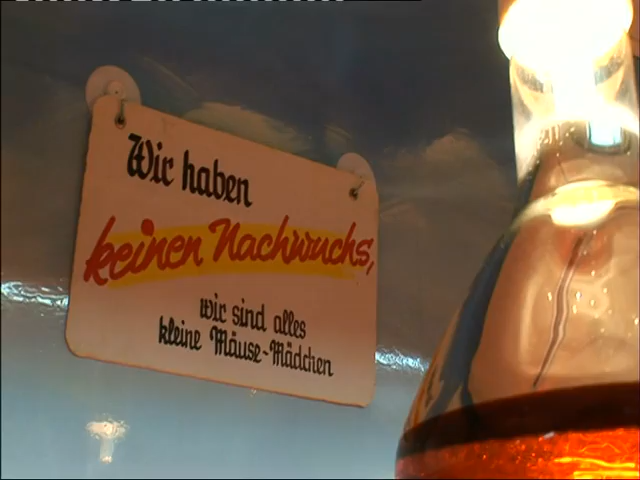 Wir haben
keinen Nachwuchs,
wir sind alles
kleine Mäuse-Mädchen